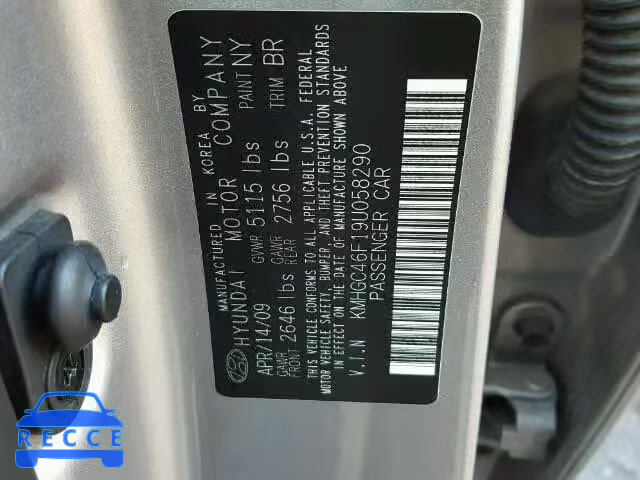 MANUFACTURED IN KOREA BY
HYUNDAI MOTOR COMPANY
APR/14/09 GVWR 5115 lbs PAINT NY
GAWR FRONT 2646 lbs GAWR REAR 2756 lbs TRIM BR
THIS VEHICLE CONFORMS TO ALL APPLICABLE U.S.A. FEDERAL
MOTOR VEHICLE SAFETY, BUMPER, AND THEFT PREVENTION STANDARDS
IN EFFECT ON THE DATE OF MANUFACTURE SHOWN ABOVE
V.I.N KMHGC46F19U058290
PASSENGER CAR
RECCE